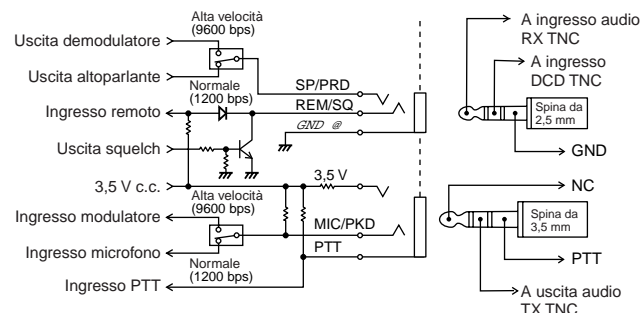 Alta velocità
(9600 bps)
Uscita demodulatore
Uscita altoparlante
Normale
(1200 bps)
SP/PRD
Ingresso remoto
REM/SQ
GND @
Uscita squelch
3,5 V c.c.
3,5 V
Alta velocità
(9600 bps)
Ingresso modulatore
MIC/PKD
Ingresso microfono
PTT
Normale
(1200 bps)
Ingresso PTT
A ingresso audio
RX TNC
A ingresso
DCD TNC
Spina da
2,5 mm
GND
NC
Spina da
3,5 mm
PTT
A uscita audio
TX TNC